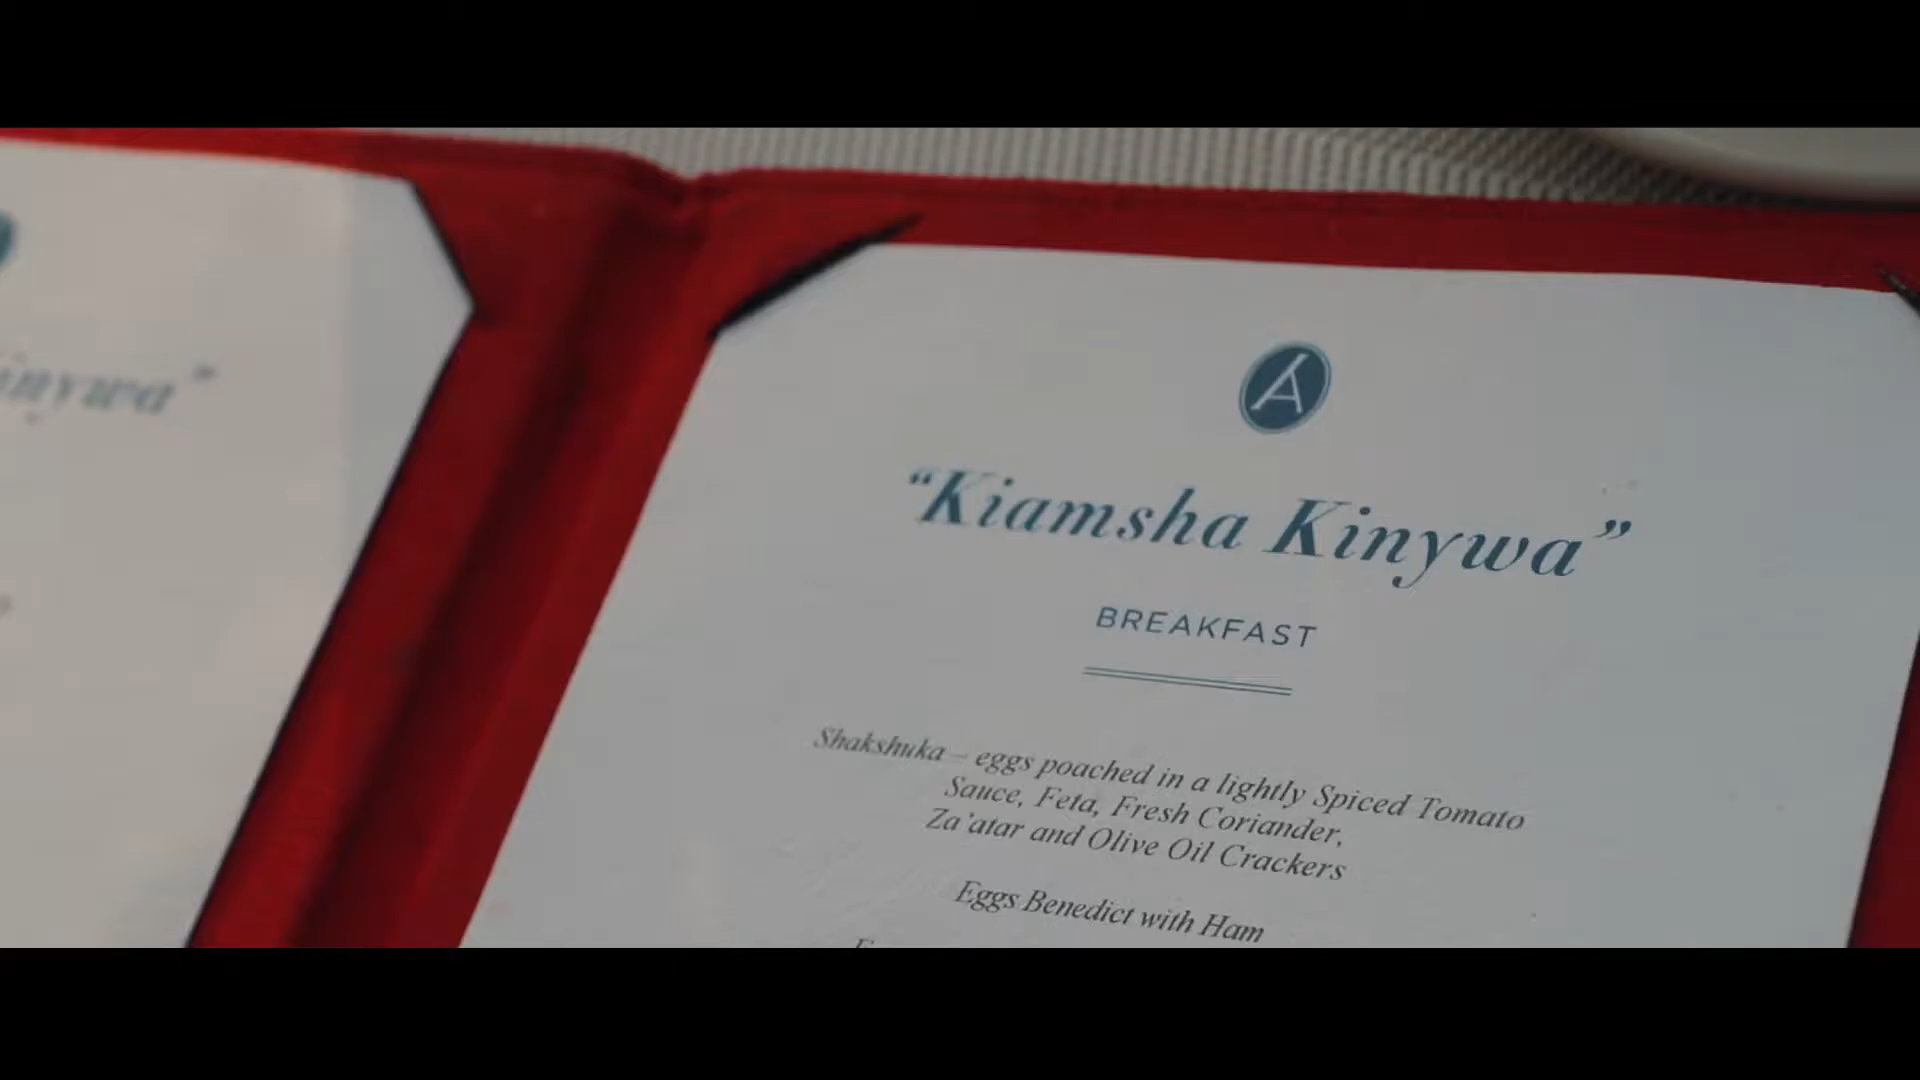 inywa”
A
“Kiamsha Kinywa”
BREAKFAST
Shakshuka – eggs poached in a lightly Spiced Tomato
Sauce, Feta, Fresh Coriander,
Za'atar and Olive Oil Crackers
Eggs Benedict with Ham